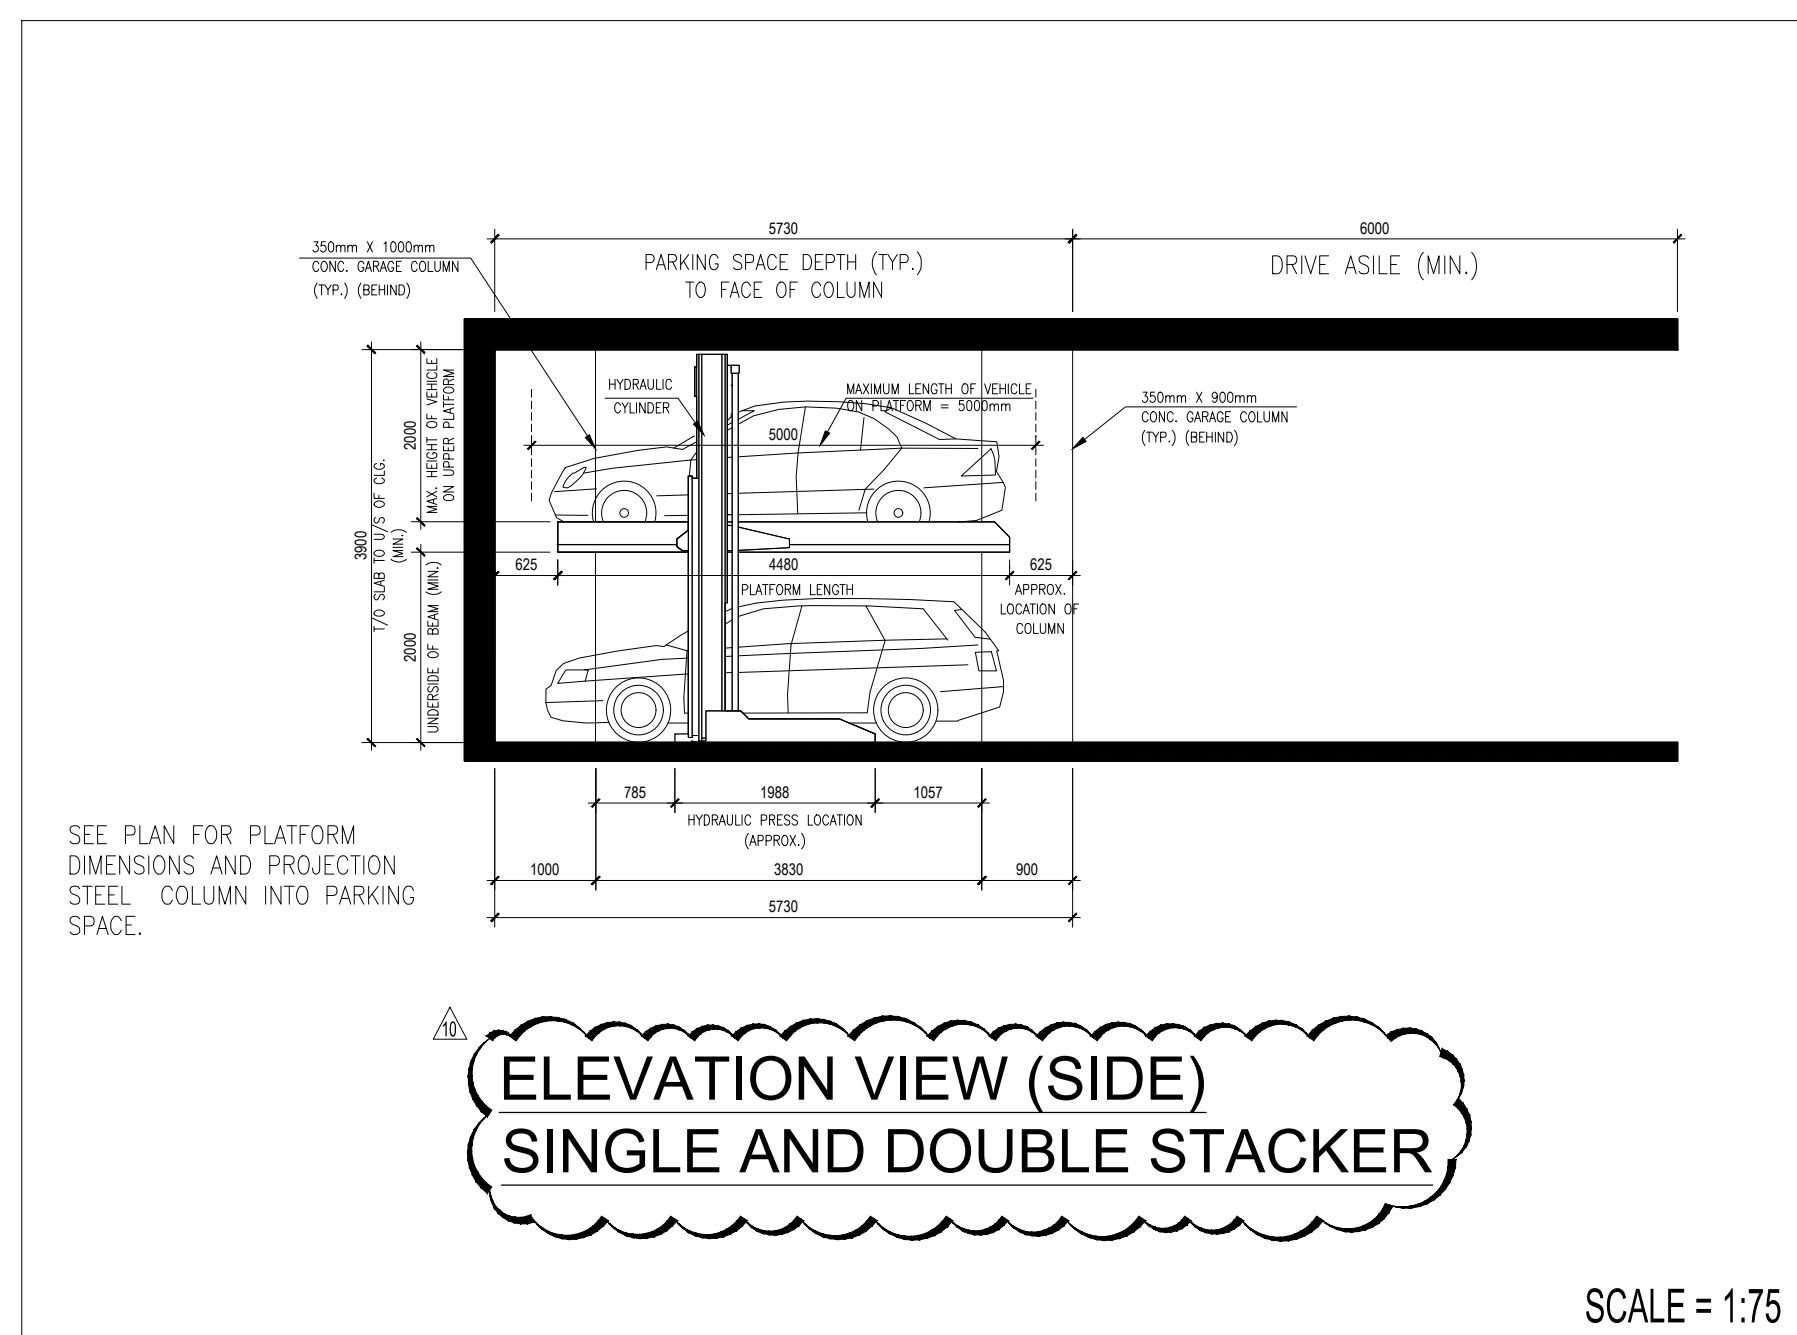 5730
6000
PARKING SPACE DEPTH (TYP.)
TO FACE OF COLUMN
DRIVE ASILE (MIN.)
350mm X 1000mm
CONC. GARAGE COLUMN
(TYP.) (BEHIND)
HYDRAULIC
CYLINDER
MAXIMUM LENGTH OF VEHICLE
ON PLATFORM = 5000mm
5000
350mm X 900mm
CONC. GARAGE COLUMN
(TYP.) (BEHIND)
2000
MAX. HEIGHT OF VEHICLE
ON UPPER PLATFORM
3900
T/O SLAB TO U/S OF CLG.
(MIN.)
2000
UNDERSIDE OF BEAM (MIN.)
625
4480
625
PLATFORM LENGTH
APPROX.
LOCATION OF
COLUMN
785
1988
1057
HYDRAULIC PRESS LOCATION
(APPROX.)
1000
3830
900
5730
SEE PLAN FOR PLATFORM
DIMENSIONS AND PROJECTION
STEEL COLUMN INTO PARKING
SPACE.
10
ELEVATION VIEW (SIDE)
SINGLE AND DOUBLE STACKER
SCALE = 1:75